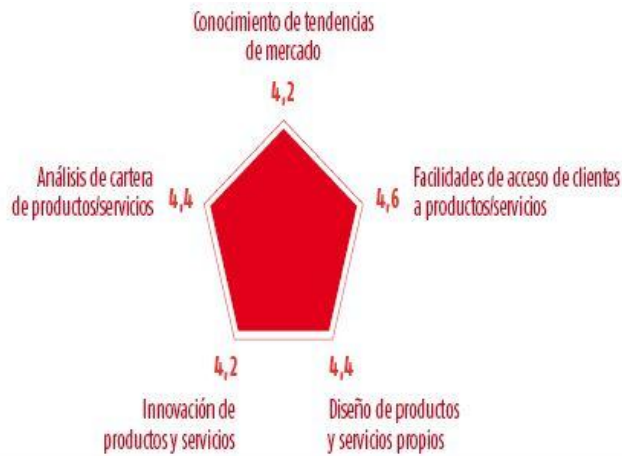 Conocimiento de tendencias
de mercado
4,2
Análisis de cartera
de productos/servicios
4,4
4,6
Facilidades de acceso de clientes
a productos/servicios
4,2
4,4
Innovación de
productos y servicios
Diseño de productos
y servicios propios